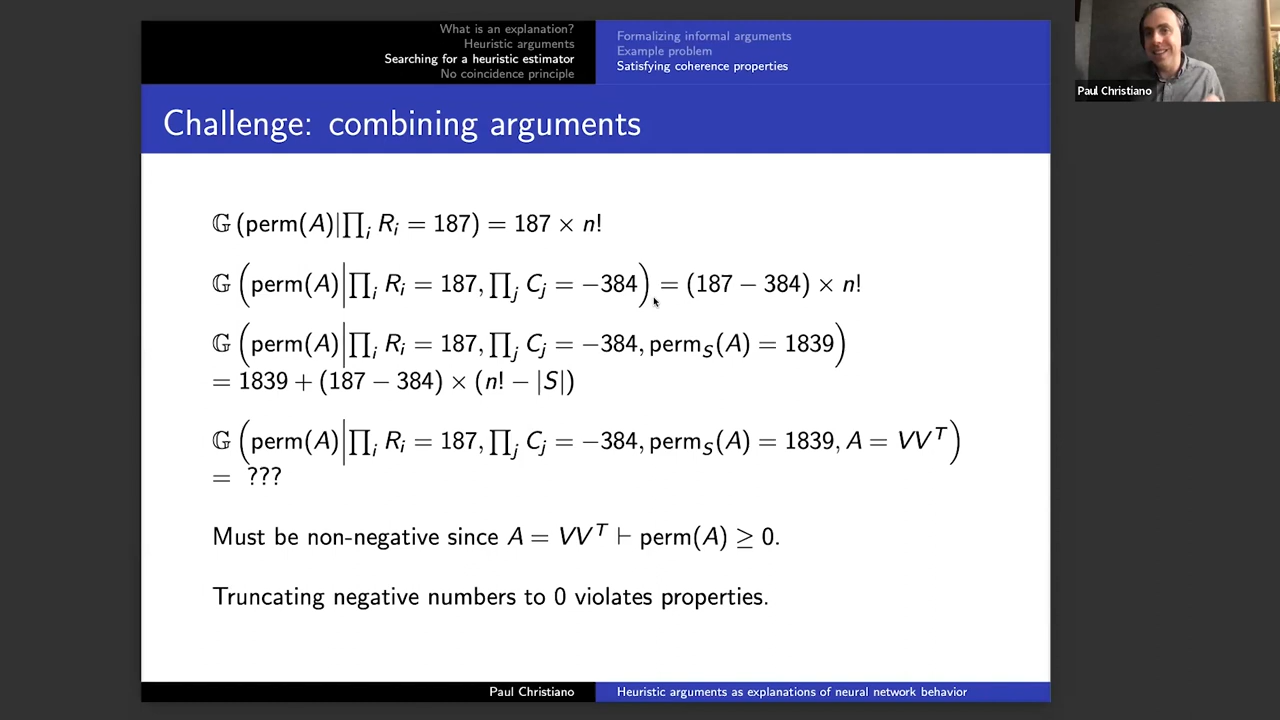 What is an explanation?
Heuristic arguments
Searching for a heuristic estimator
No coincidence principle
Formalizing informal arguments
Example problem
Satisfying coherence properties
Paul Christiano
Challenge: combining arguments
𝔾 (perm(A)|∏ᵢ Rᵢ = 187) = 187 × n!
𝔾 (perm(A)|∏ᵢ Rᵢ = 187, ∏ⱼ Cⱼ = −384) = (187 − 384) × n!
𝔾 (perm(A)|∏ᵢ Rᵢ = 187, ∏ⱼ Cⱼ = −384, perm_S(A) = 1839)
= 1839 + (187 − 384) × (n! − |S|)
𝔾 (perm(A)|∏ᵢ Rᵢ = 187, ∏ⱼ Cⱼ = −384, perm_S(A) = 1839, A = VVᵀ)
= ???
Must be non-negative since A = VVᵀ ⊢ perm(A) ≥ 0.
Truncating negative numbers to 0 violates properties.
Paul Christiano
Heuristic arguments as explanations of neural network behavior